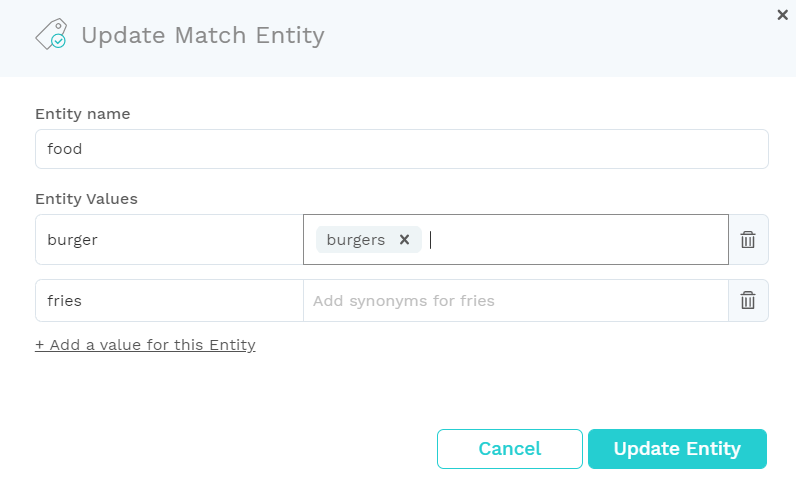 Update Match Entity
Entity name
food
Entity Values
burger burgers
fries Add synonyms for fries
+ Add a value for this Entity
Cancel Update Entity